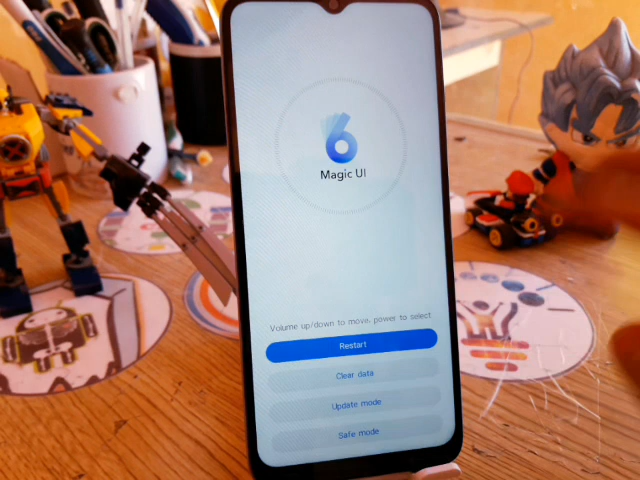 6
Magic UI
Volume up/down to move, power to select
Restart
Clear data
Update mode
Safe mode